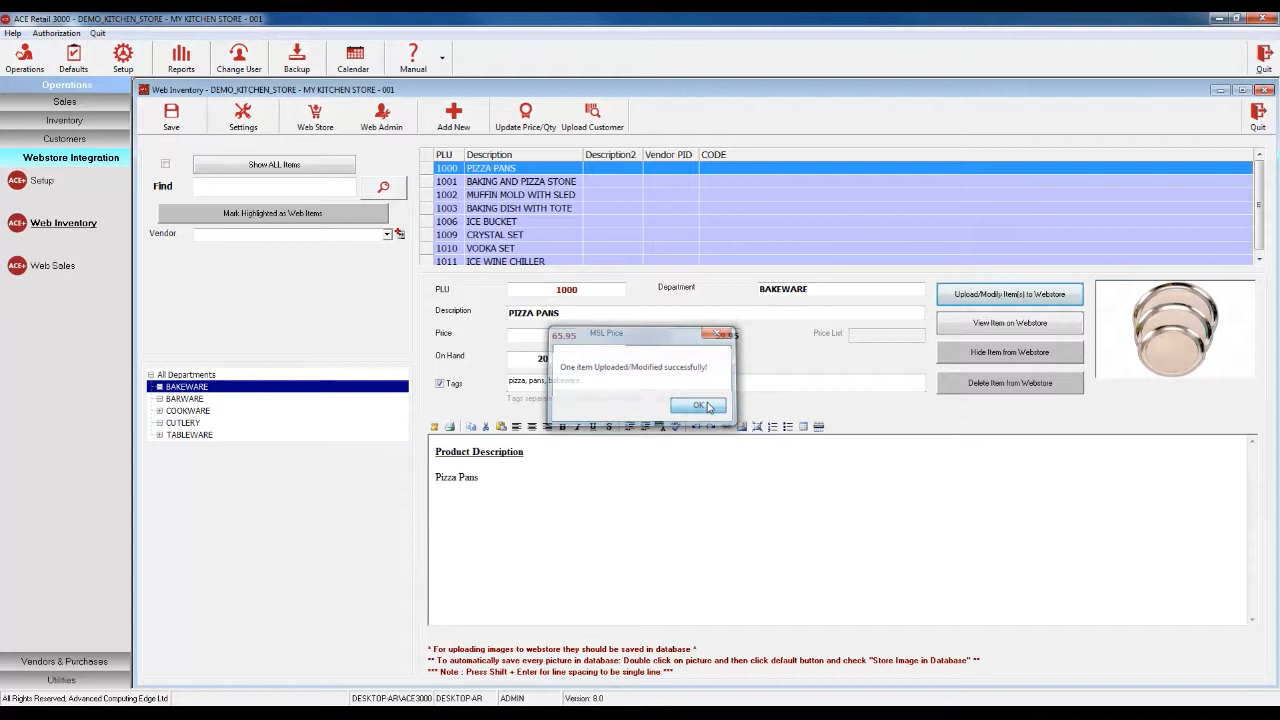 ACE Retail 3000 - DEMO_KITCHEN_STORE - MY KITCHEN STORE - 001
Help Authorization Quit
Operations Defaults Setup Reports Change User Backup Calendar Manual Quit
Operations
Sales
Inventory
Customers
Webstore Integration
ACE+ Setup
ACE+ Web Inventory
ACE+ Web Sales
Vendors & Purchases
Utilities
Web Inventory - DEMO_KITCHEN_STORE - MY KITCHEN STORE - 001
Save Settings Web Store Web Admin Add New Update Price/Qty Upload Customer Quit
Show ALL Items
Find
Mark Highlighted as Web Items
Vendor
All Departments
BAKEWARE
BARWARE
COOKWARE
CUTLERY
TABLEWARE
PLU Description Description2 Vendor PID CODE
1000 PIZZA PANS
1001 BAKING AND PIZZA STONE
1002 MUFFIN MOLD WITH SLED
1003 BAKING DISH WITH TOTE
1006 ICE BUCKET
1009 CRYSTAL SET
1010 VODKA SET
1011 ICE WINE CHILLER
PLU 1000 Department BAKEWARE
Description PIZZA PANS
Price 65.95 MSL Price 59.95 Price List
On Hand 20
Tags pizza, pans, bakeware
Tags separate
One item Uploaded/Modified successfully!
OK
Upload/Modify Item(s) to Webstore
View Item on Webstore
Hide Item from Webstore
Delete Item from Webstore
B I U S
Product Description
Pizza Pans
* For uploading images to webstore they should be saved in database *
** To automatically save every picture in database: Double click on picture and then click default button and check "Store Image in Database" **
*** Note : Press Shift + Enter for line spacing to be single line ***
All Rights Reserved, Advanced Computing Edge Ltd DESKTOP-AR\ACE3000 DESKTOP-AR ADMIN Version: 8.0